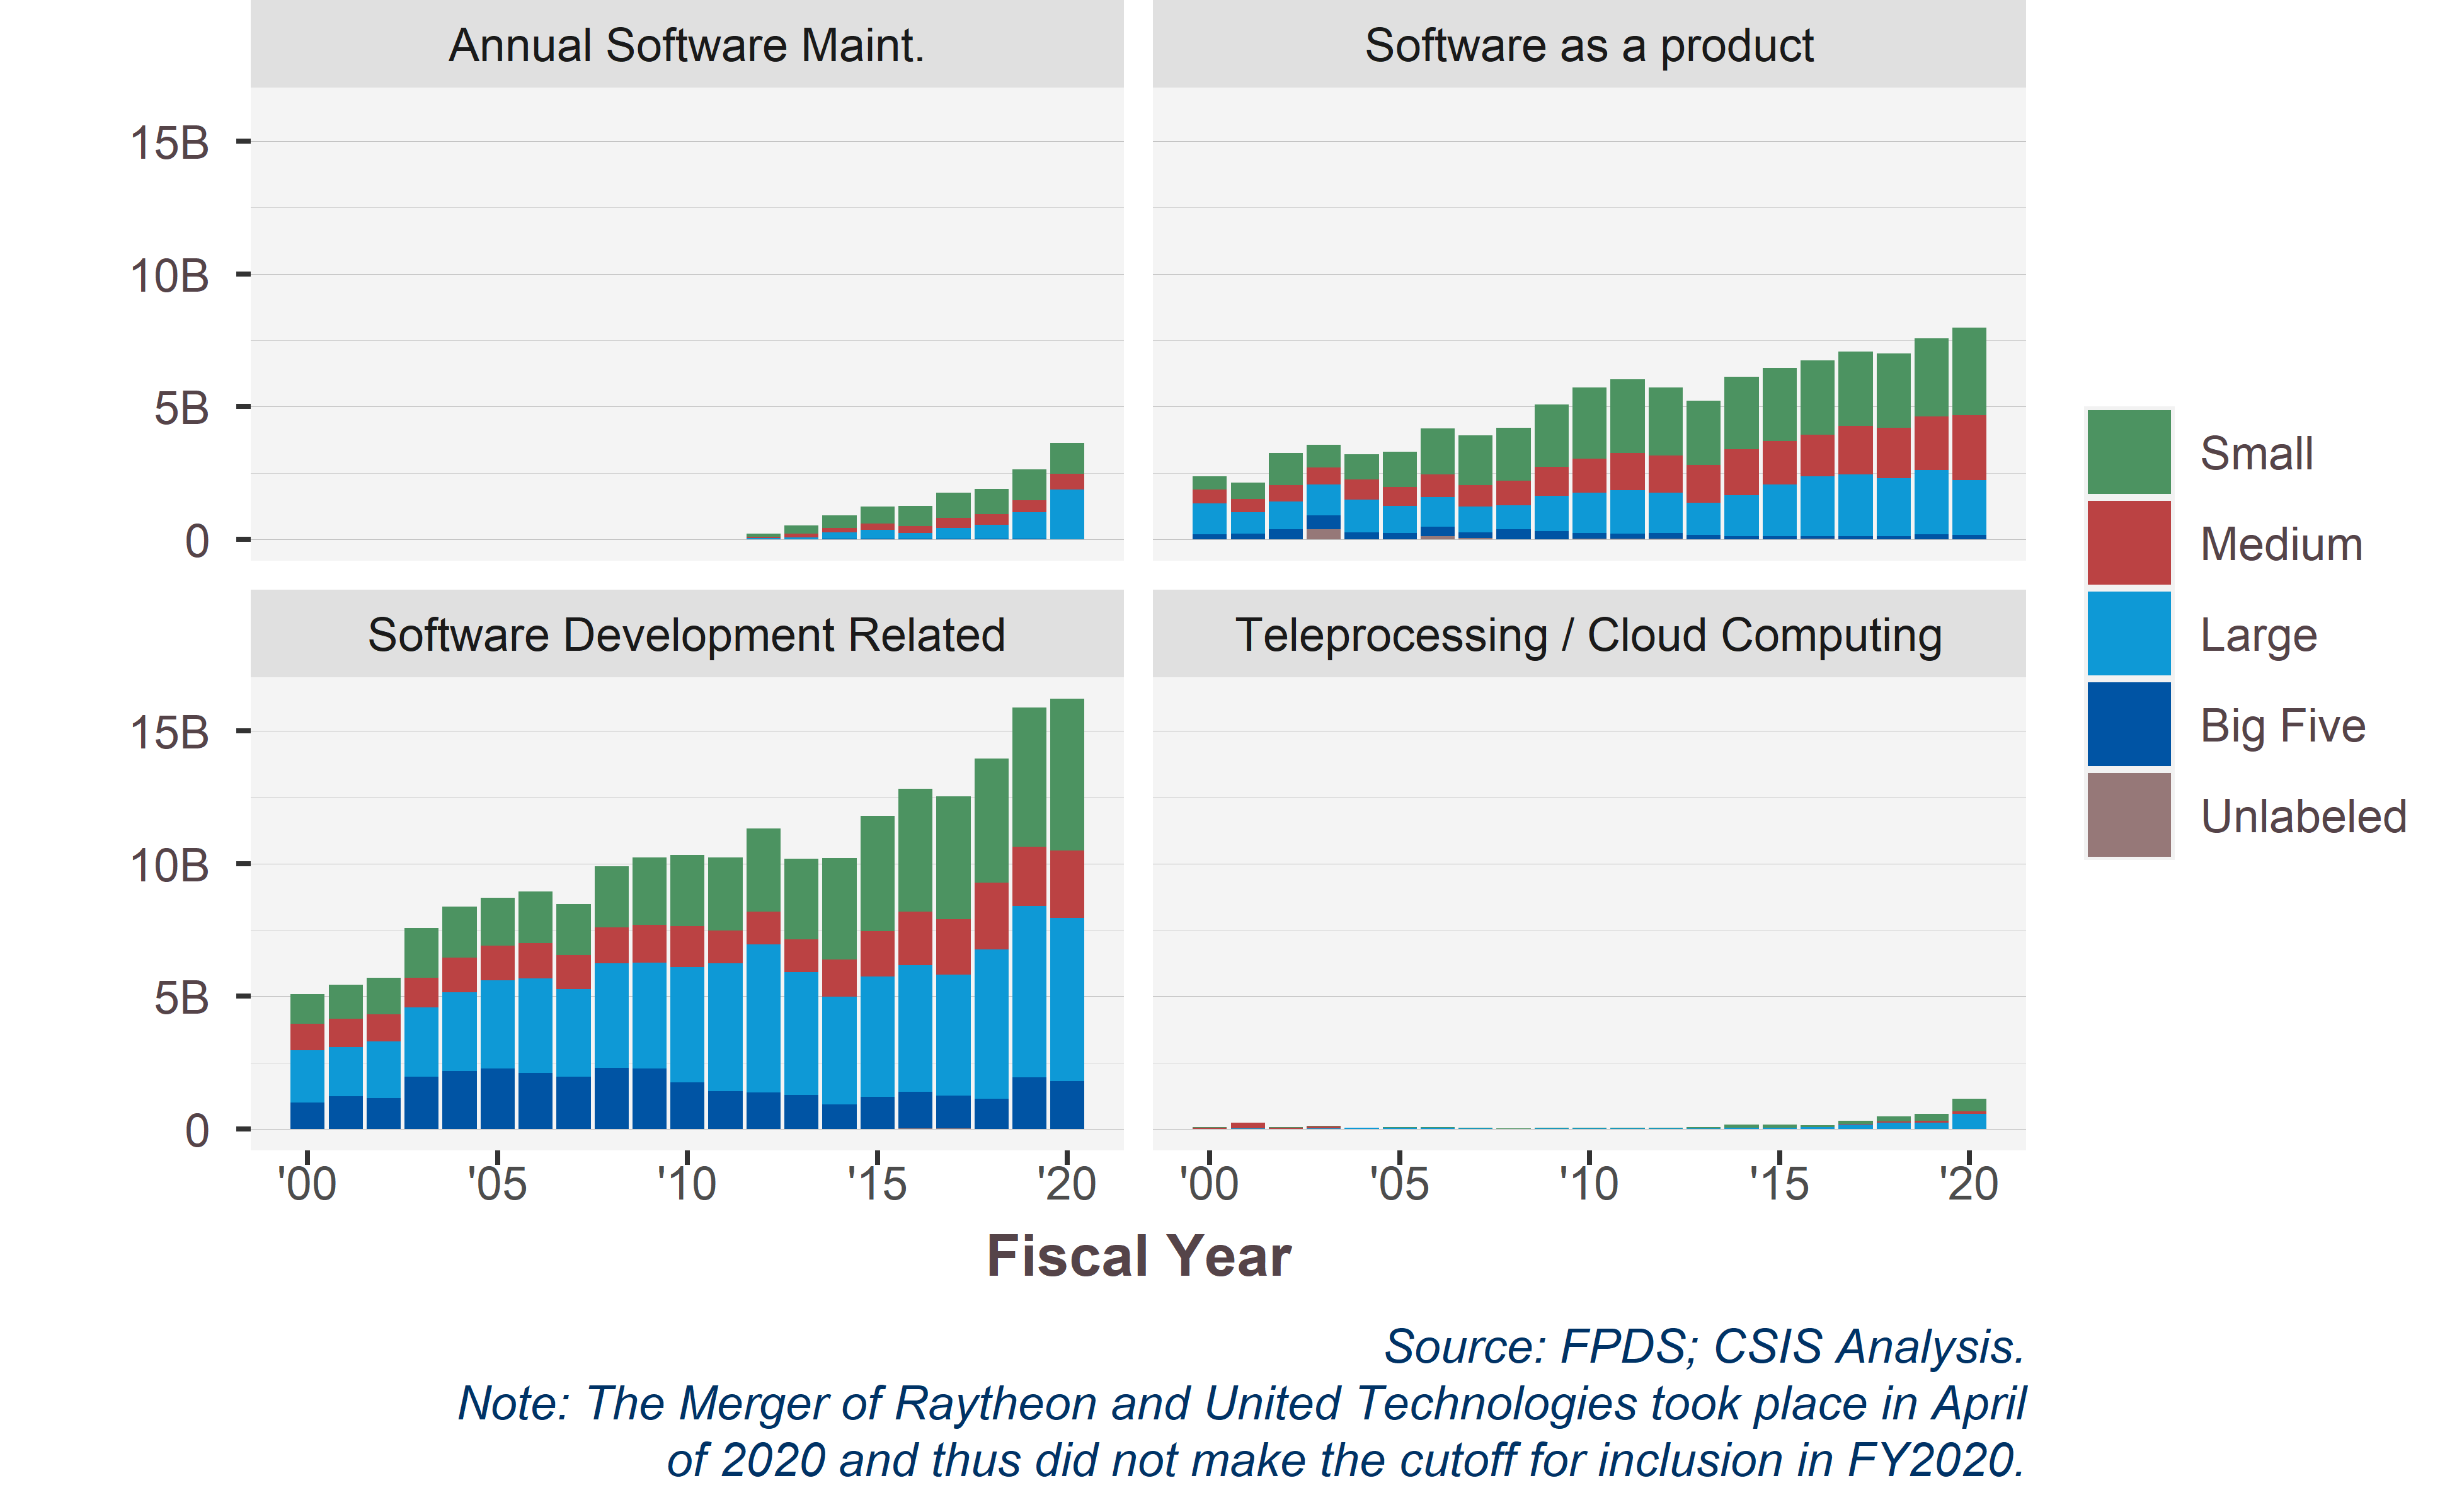 Annual Software Maint.
Software as a product
15B
10B
5B
0
Software Development Related
Teleprocessing / Cloud Computing
15B
10B
5B
0
'00 '05 '10 '15 '20
'00 '05 '10 '15 '20
Fiscal Year
Small
Medium
Large
Big Five
Unlabeled
Source: FPDS; CSIS Analysis.
Note: The Merger of Raytheon and United Technologies took place in April
of 2020 and thus did not make the cutoff for inclusion in FY2020.